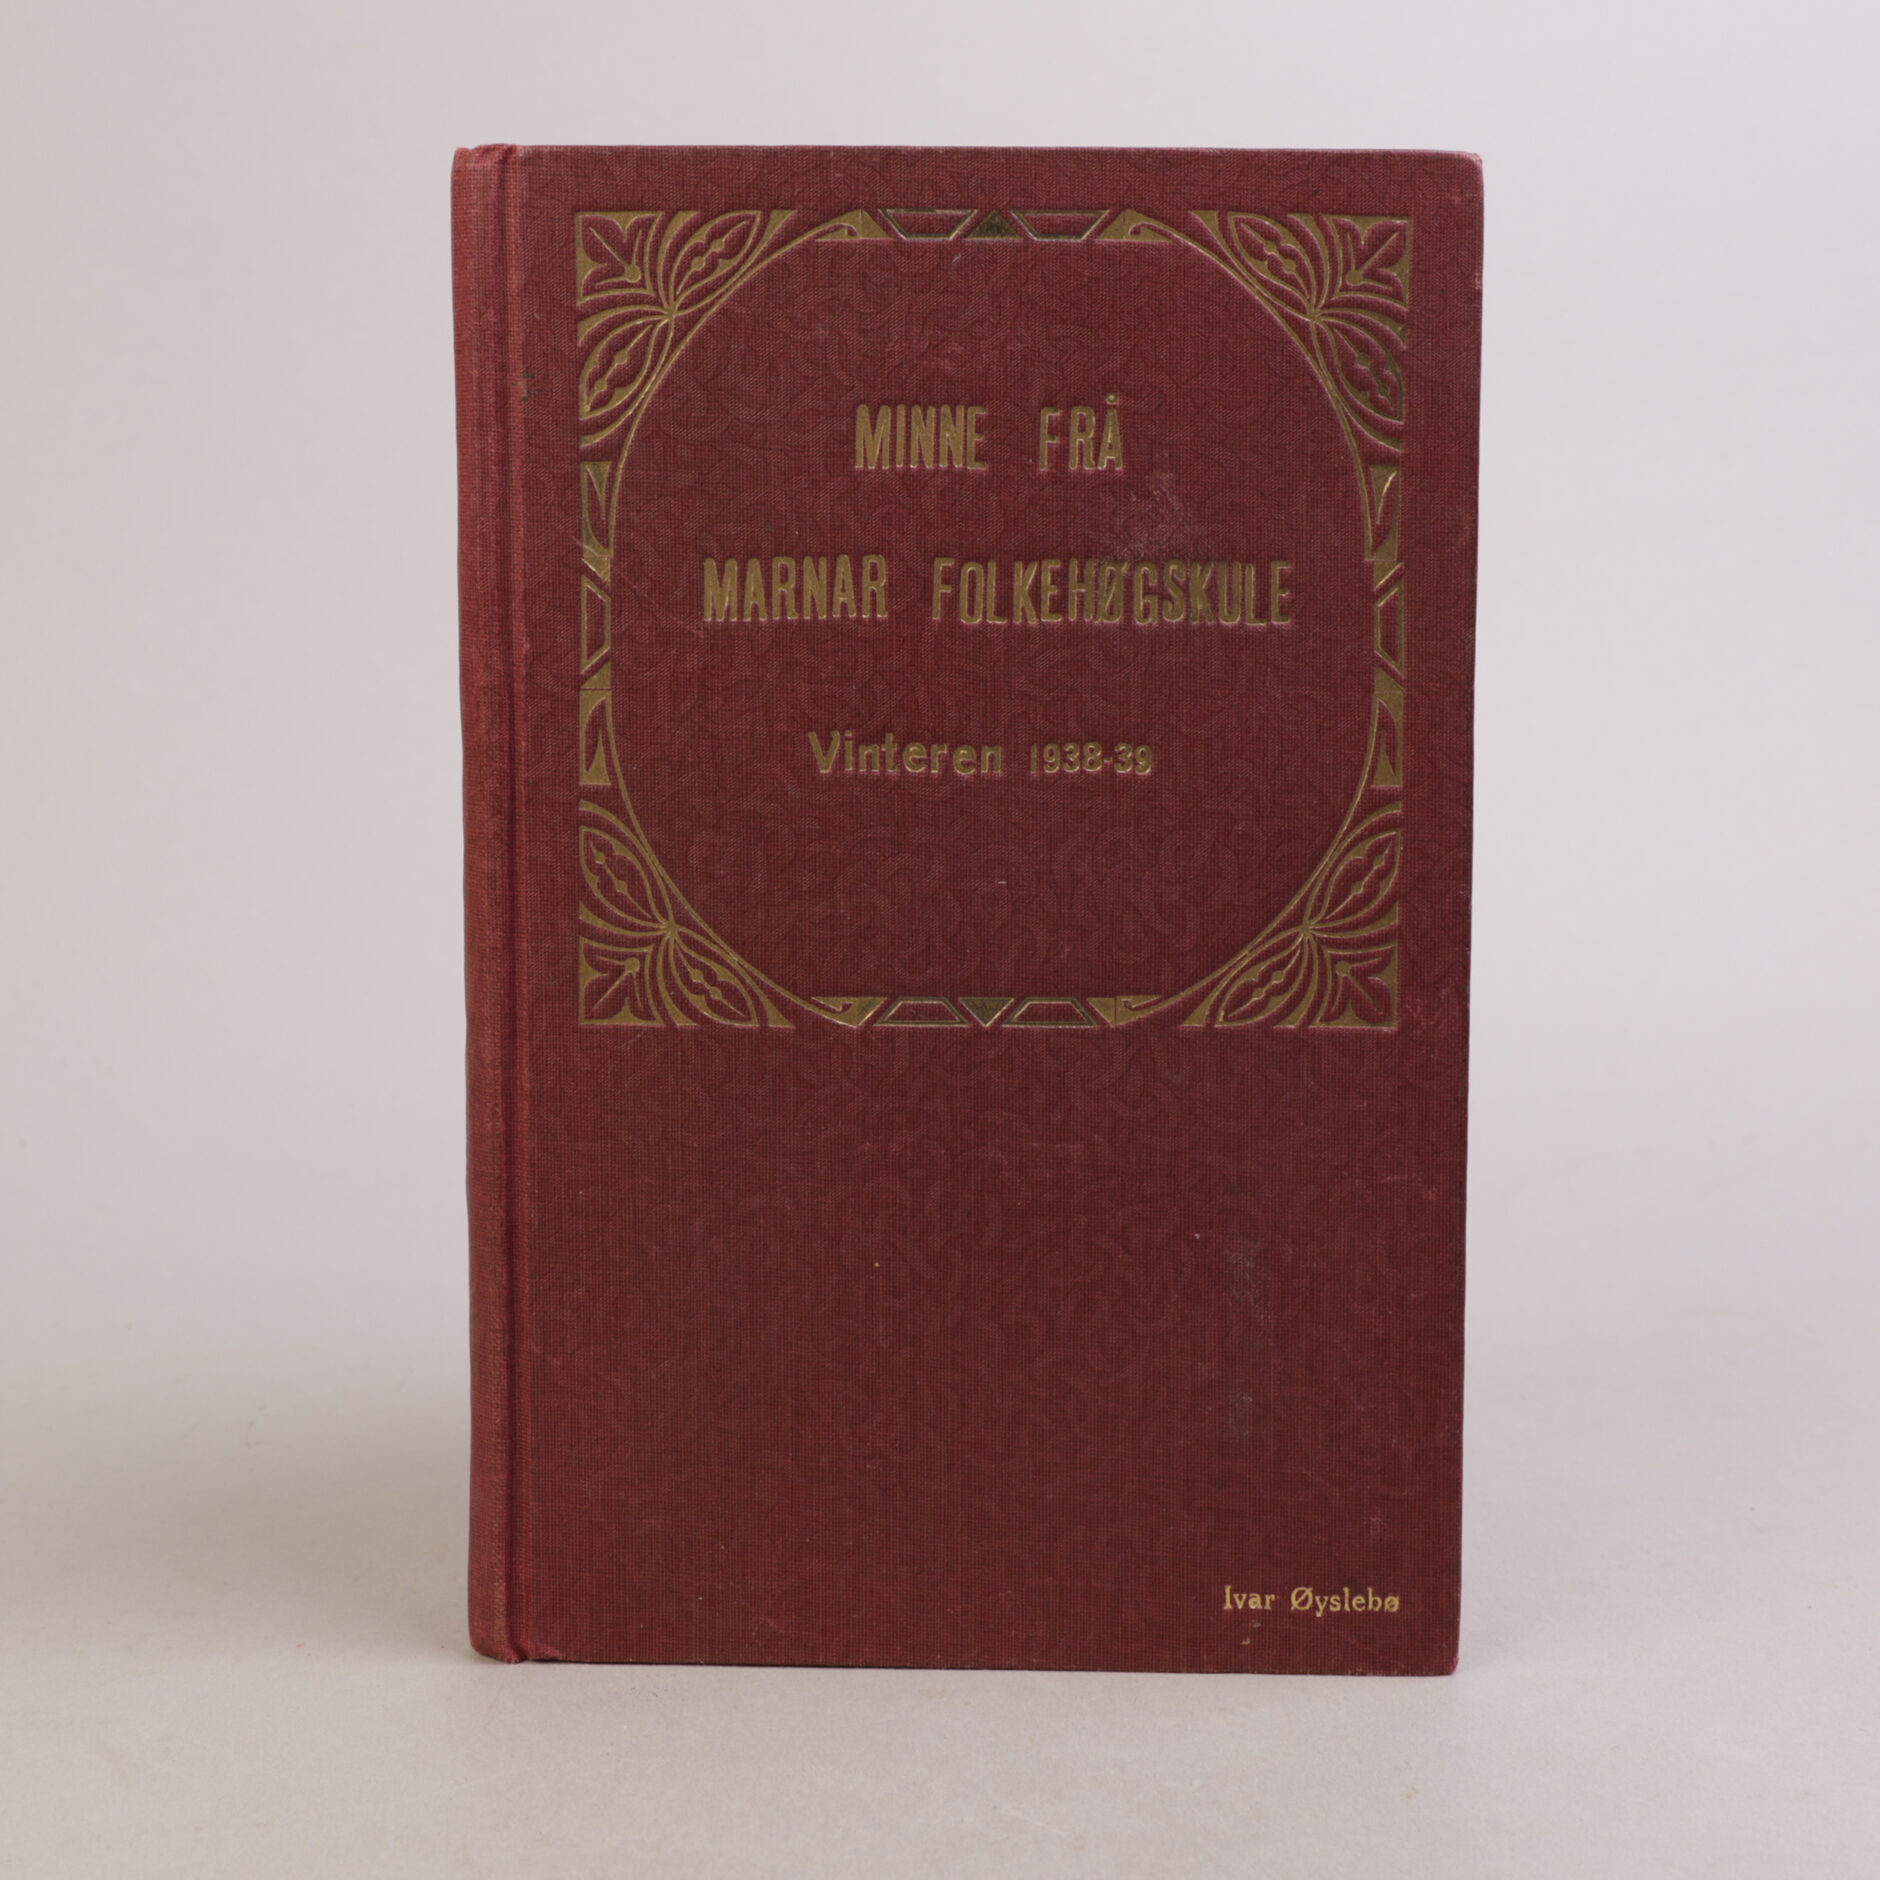 MINNE FRÅ
MARNAR FOLKEHØGSKULE
Vinteren 1938-39
Ivar Øyslebø